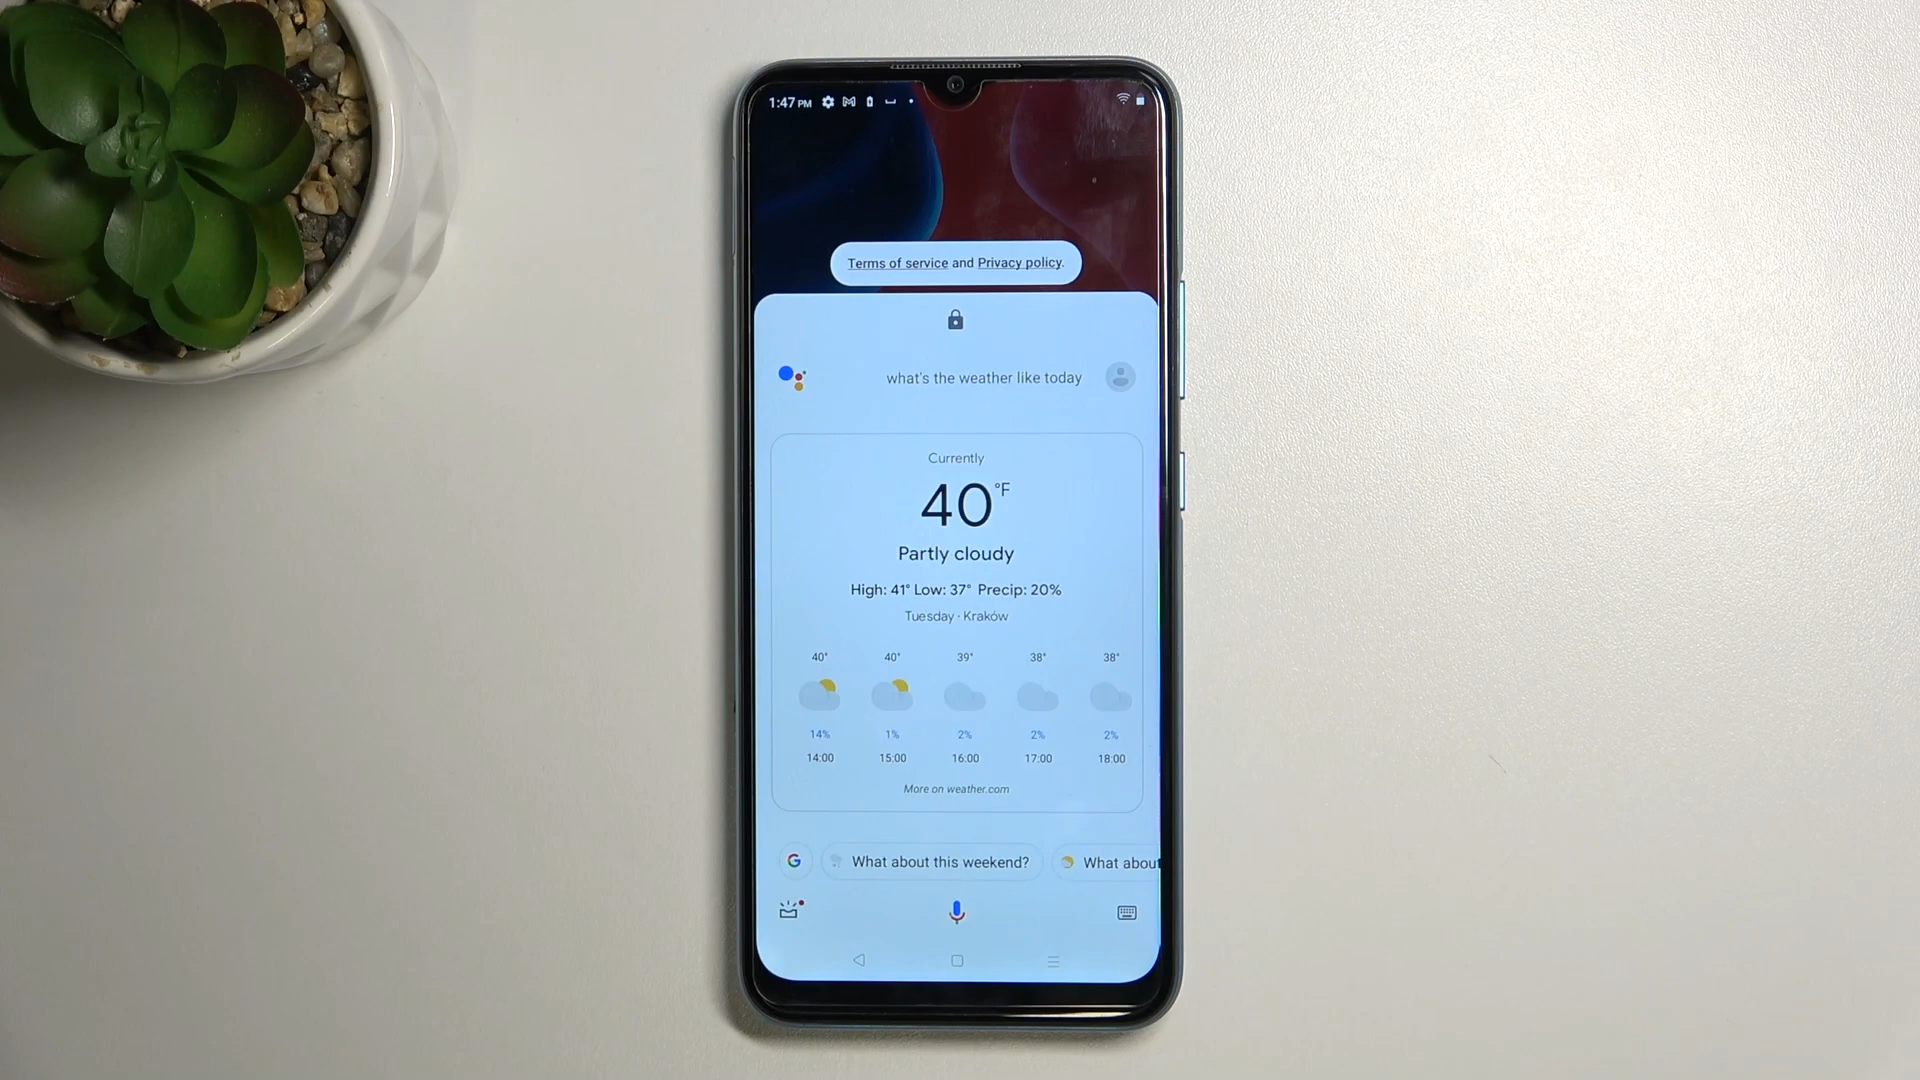 1:47 PM
Terms of service and Privacy policy.
what's the weather like today
Currently
40 °F
Partly cloudy
High: 41° Low: 37° Precip: 20%
Tuesday · Kraków
40° 40° 39° 38° 38°
14% 1% 2% 2% 2%
14:00 15:00 16:00 17:00 18:00
More on weather.com
G What about this weekend? What about